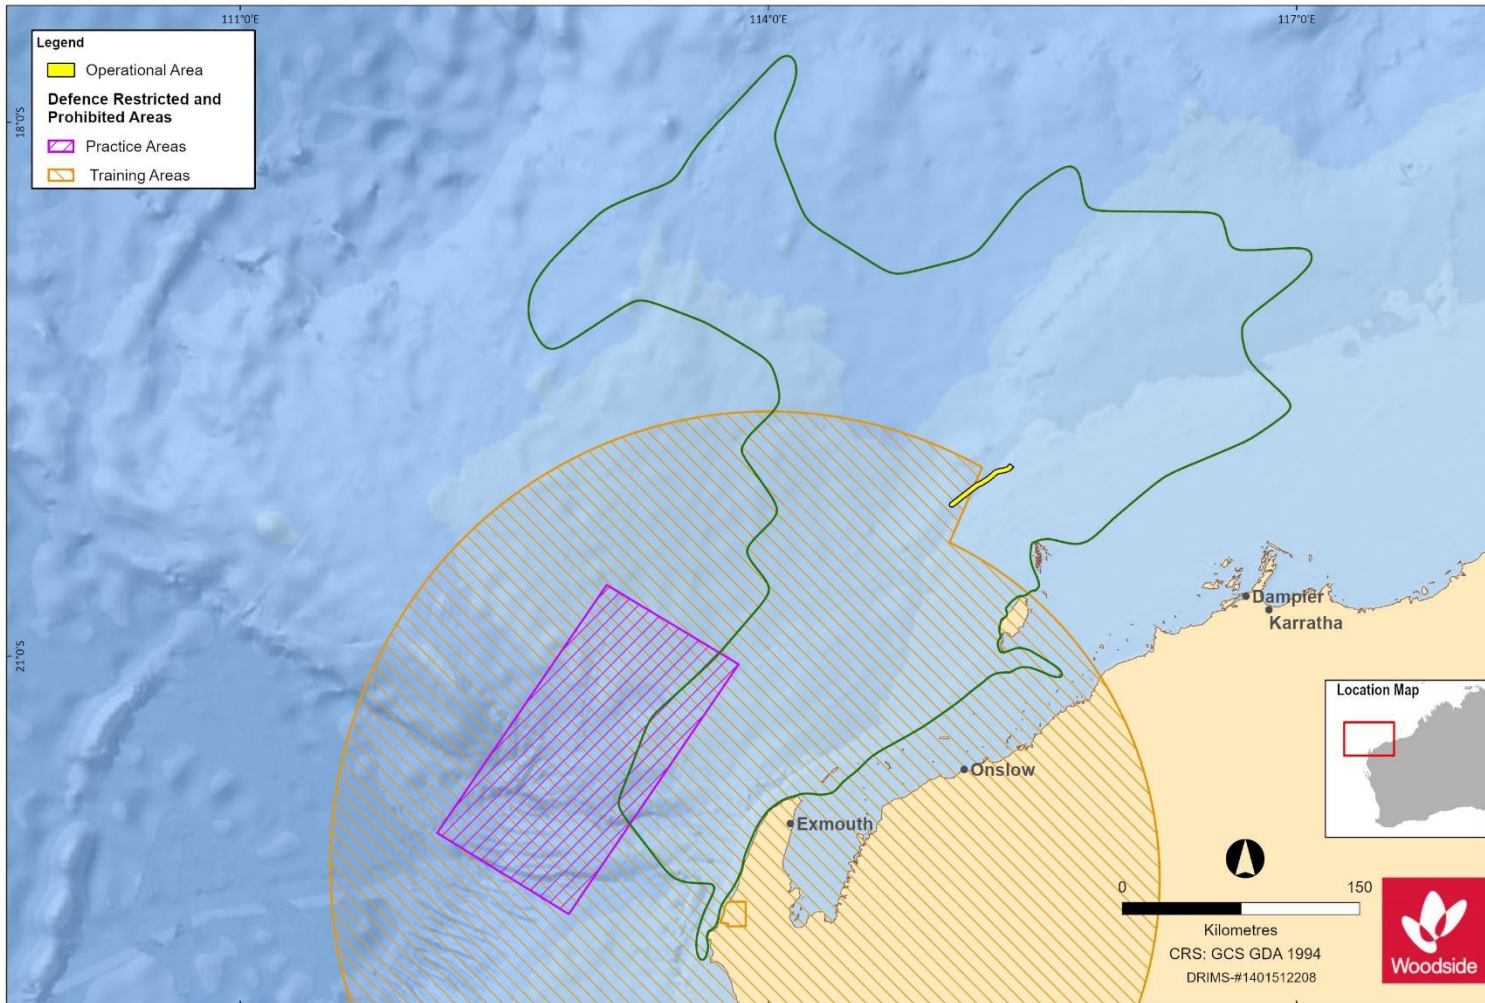 111°0'E
114°0'E
117°0'E
Legend
Operational Area
Defence Restricted and
Prohibited Areas
Practice Areas
Training Areas
18°0'S
21°0'S
Dampier
Karratha
Onslow
Exmouth
Location Map
0
150
Kilometres
CRS: GCS GDA 1994
DRIMS-#1401512208
Woodside